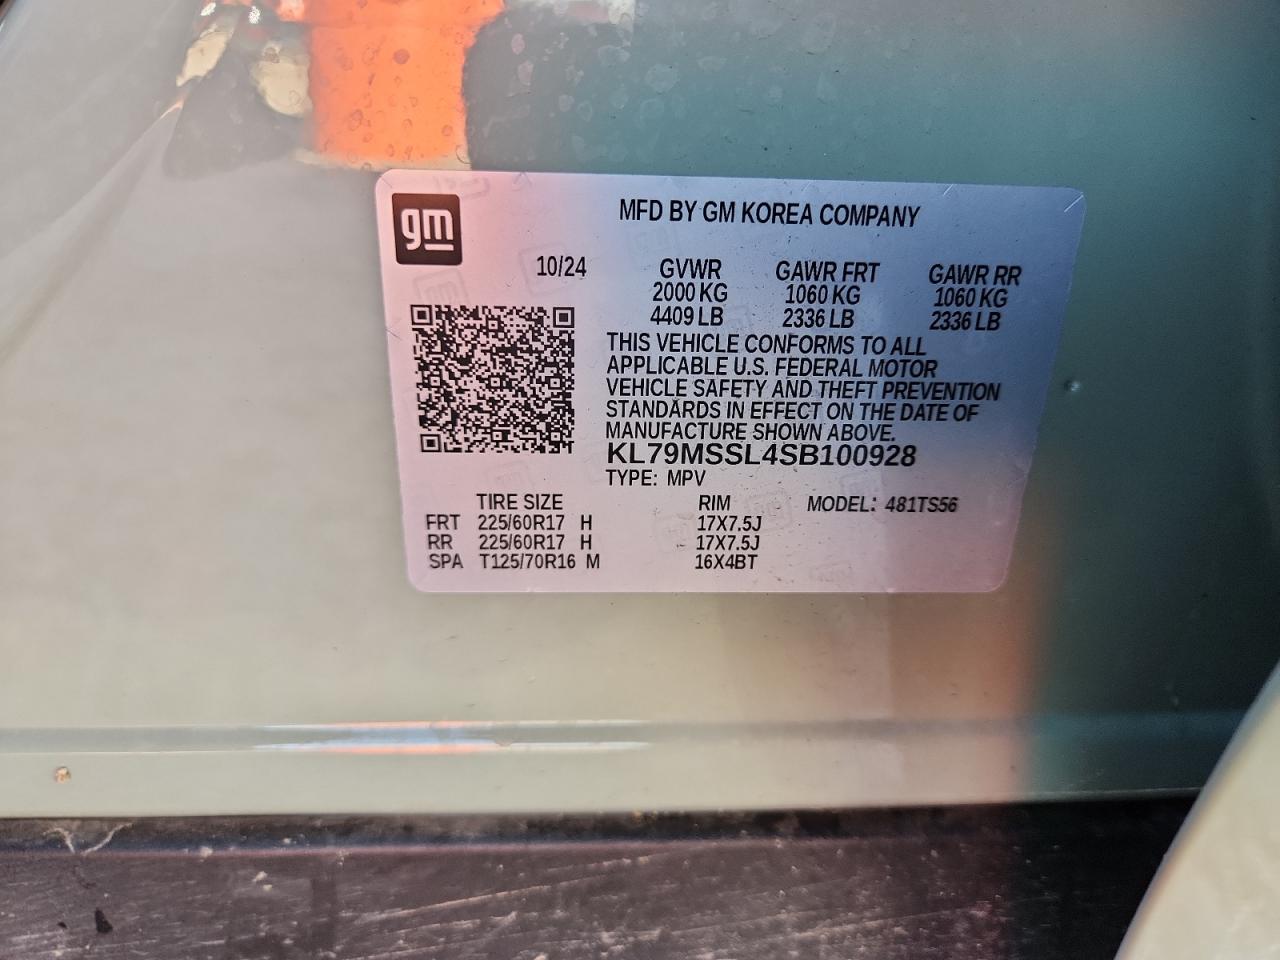 gm
MFD BY GM KOREA COMPANY
10/24 GVWR GAWR FRT GAWR RR
2000 KG 1060 KG 1060 KG
4409 LB 2336 LB 2336 LB
THIS VEHICLE CONFORMS TO ALL
APPLICABLE U.S. FEDERAL MOTOR
VEHICLE SAFETY AND THEFT PREVENTION
STANDARDS IN EFFECT ON THE DATE OF
MANUFACTURE SHOWN ABOVE.
KL79MSSL4SB100928
TYPE: MPV
TIRE SIZE RIM MODEL: 481TS56
FRT 225/60R17 H 17X7.5J
RR 225/60R17 H 17X7.5J
SPA T125/70R16 M 16X4BT